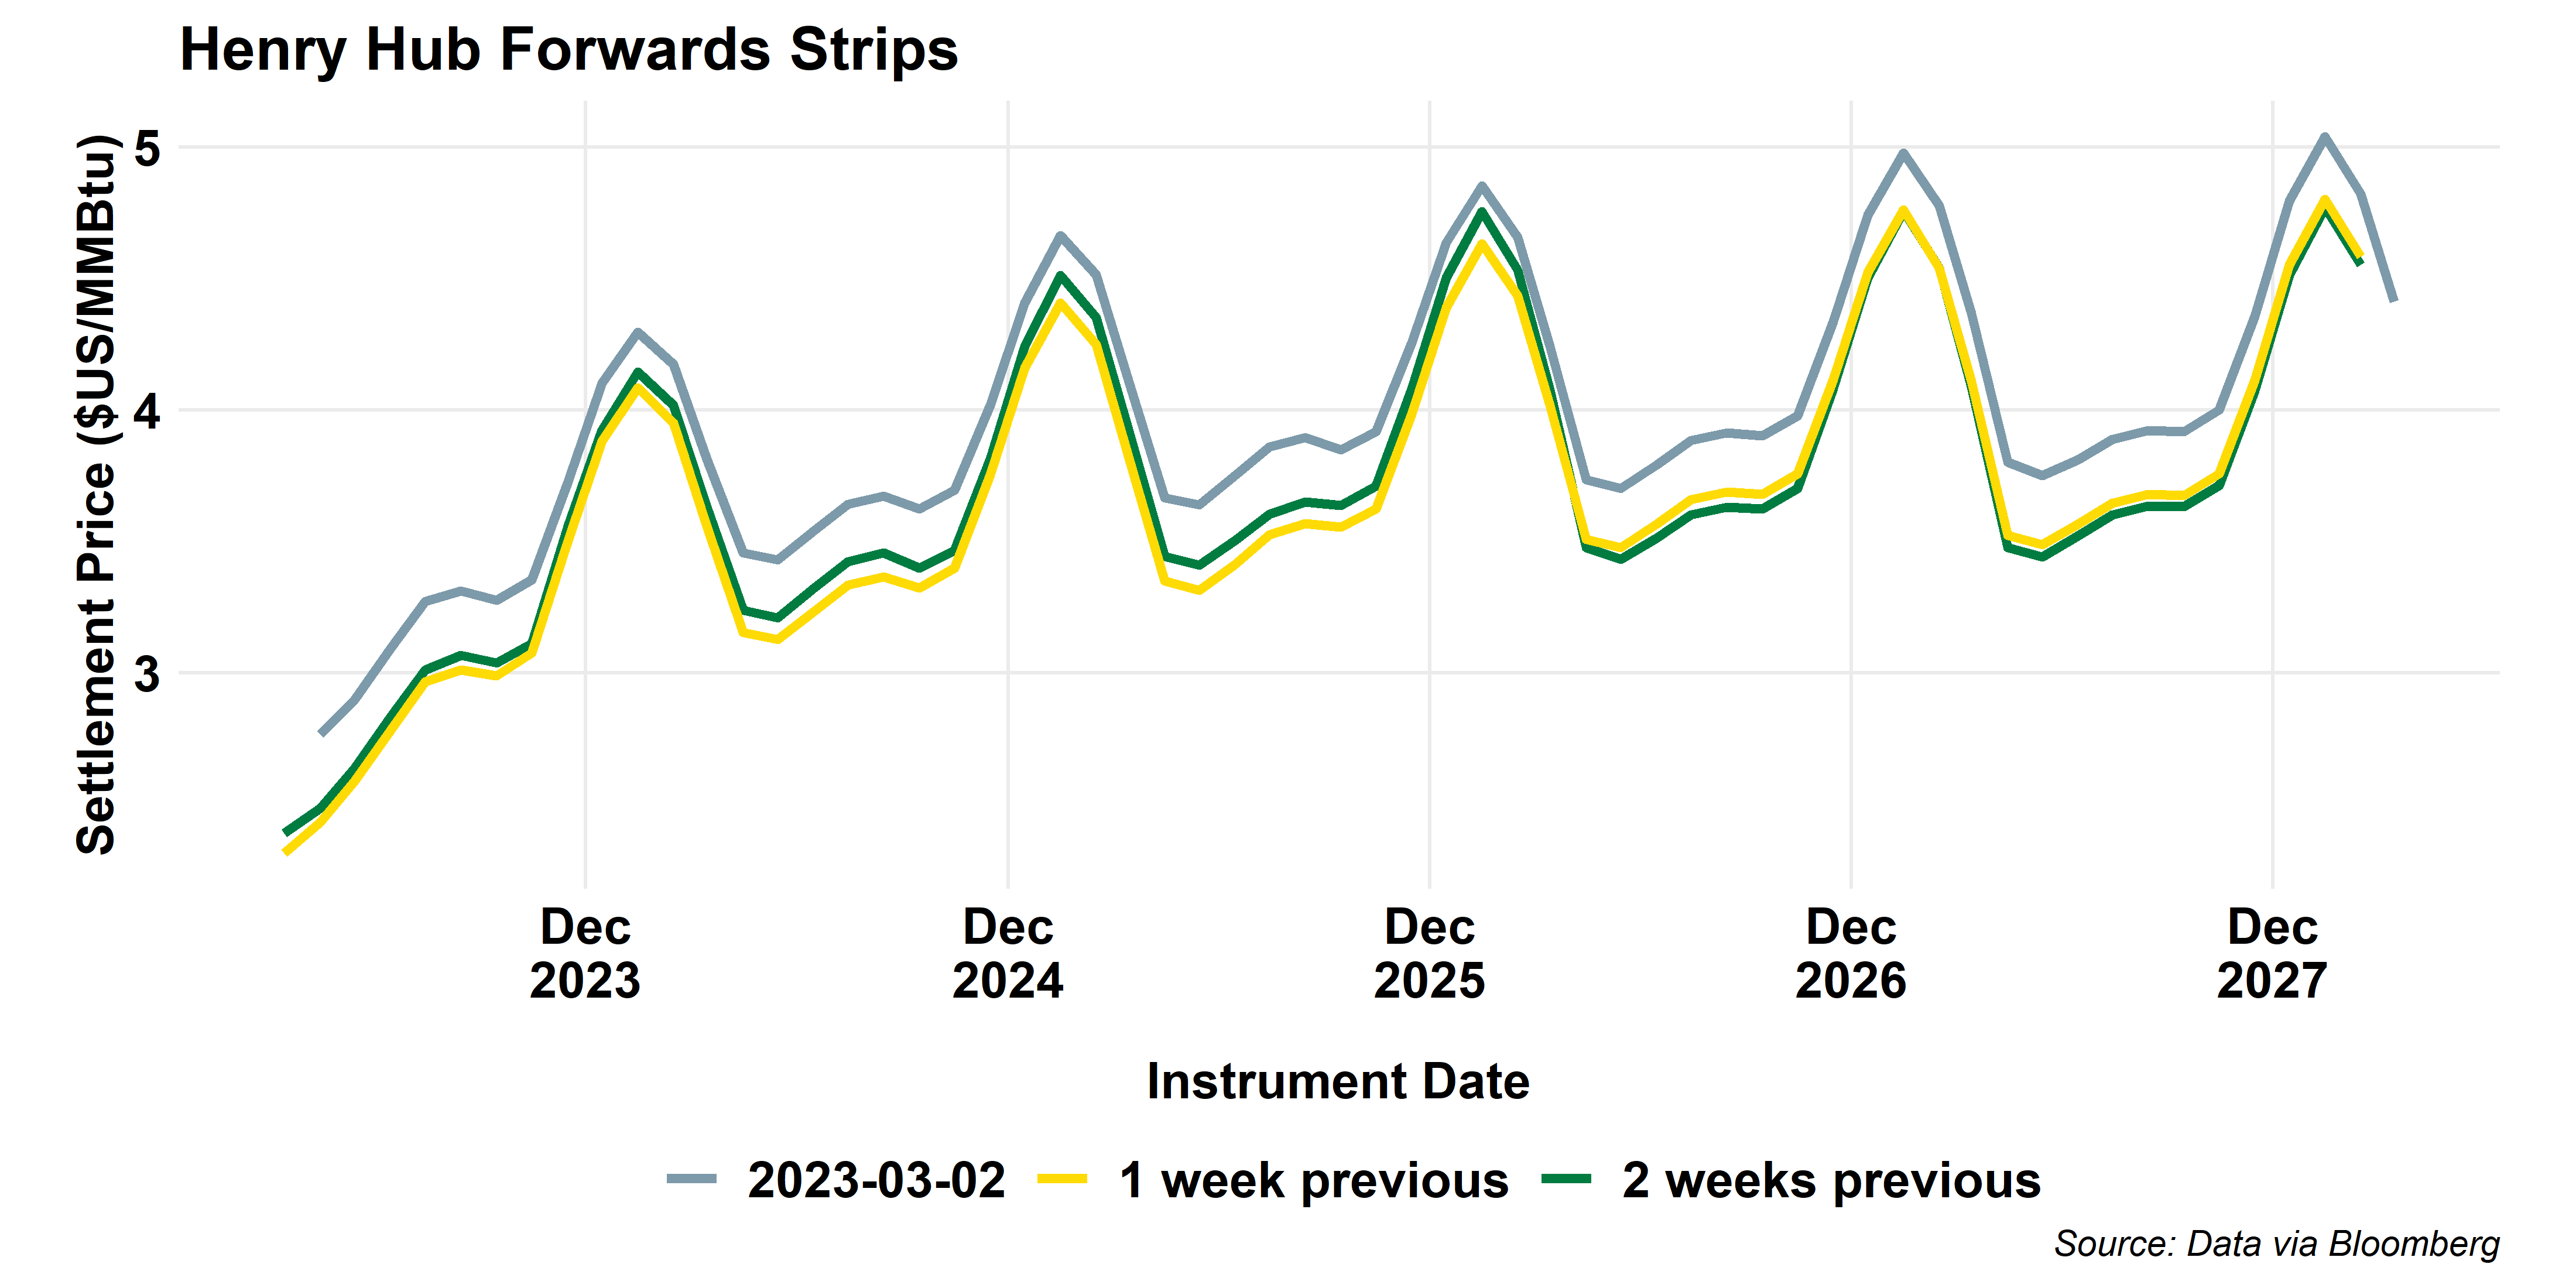 Henry Hub Forwards Strips
Settlement Price ($US/MMBtu)
5
4
3
Dec
2023
Dec
2024
Dec
2025
Dec
2026
Dec
2027
Instrument Date
2023-03-02
1 week previous
2 weeks previous
Source: Data via Bloomberg